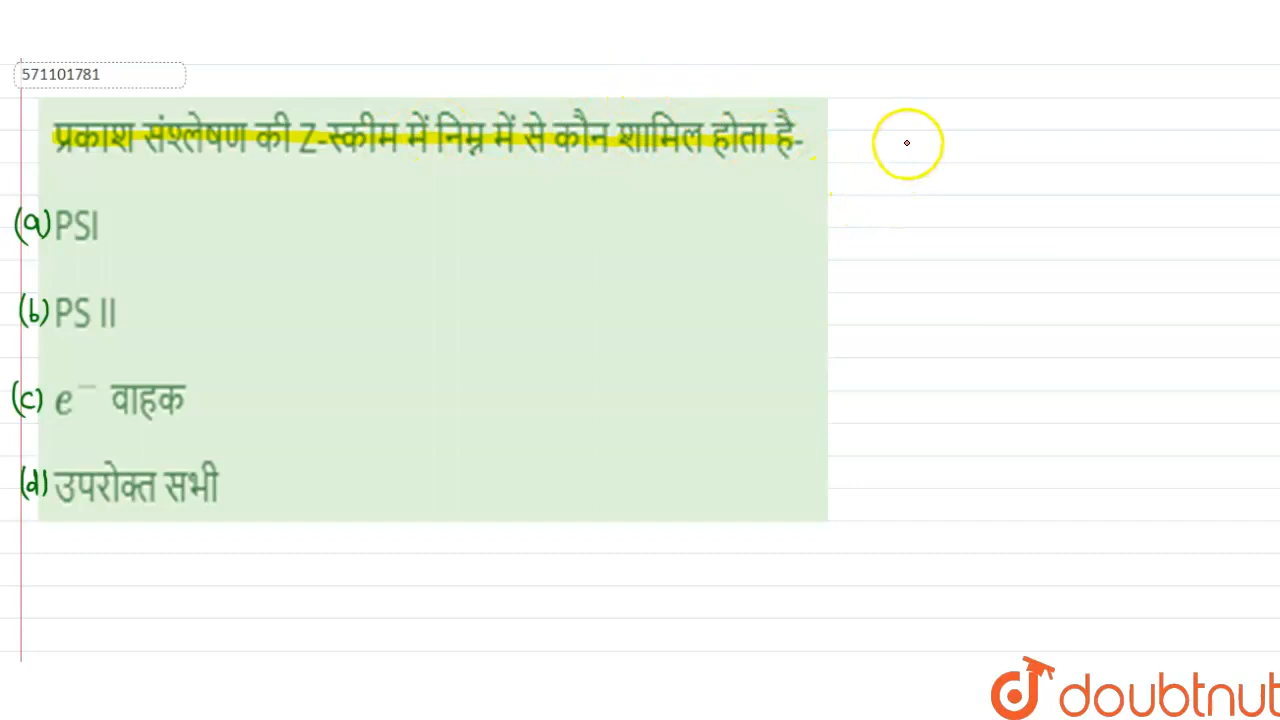 571101781
प्रकाश संश्लेषण की Z-स्कीम में निम्न में से कौन शामिल होता है-
(a) PSI
(b) PS II
(c) e⁻ वाहक
(d) उपरोक्त सभी
doubtnut